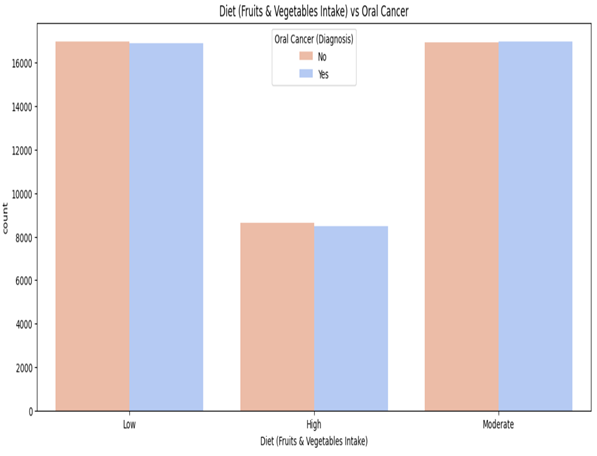 Diet (Fruits & Vegetables Intake) vs Oral Cancer
Oral Cancer (Diagnosis)
No
Yes
16000
14000
12000
10000
8000
6000
4000
2000
0
count
Low High Moderate
Diet (Fruits & Vegetables Intake)